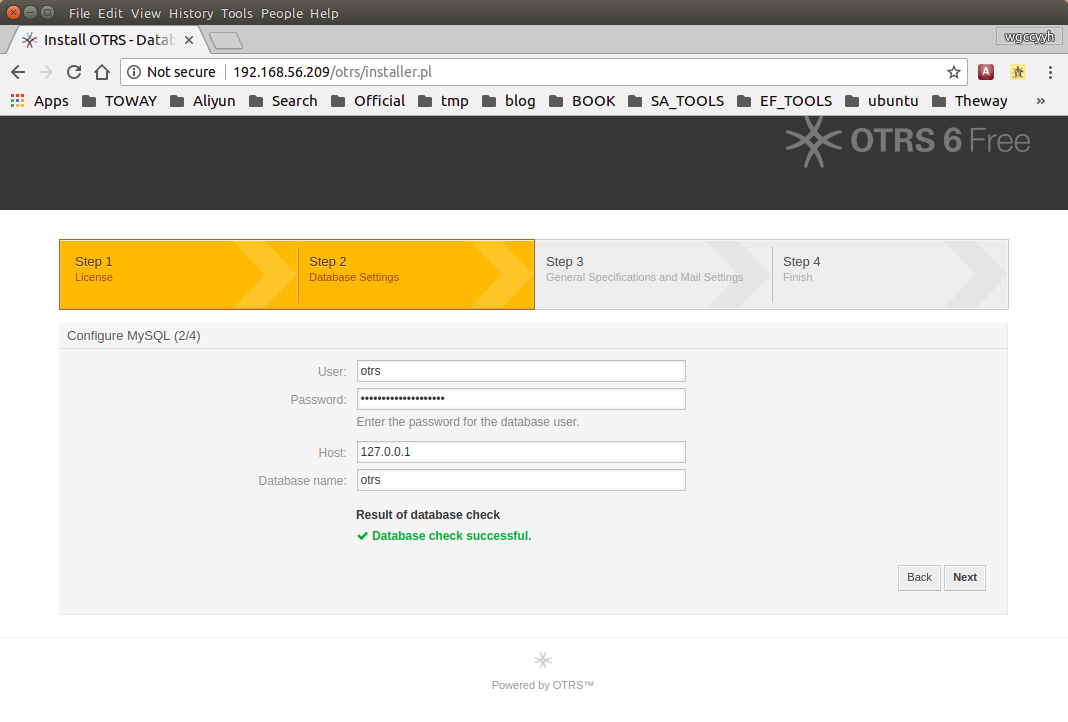 File Edit View History Tools People Help
Install OTRS - Datab
wgccyyh
Not secure 192.168.56.209/otrs/installer.pl
Apps TOWAY Aliyun Search Official tmp blog BOOK SA_TOOLS EF_TOOLS ubuntu Theway »
OTRS 6 Free
Step 1
License
Step 2
Database Settings
Step 3
General Specifications and Mail Settings
Step 4
Finish
Configure MySQL (2/4)
User: otrs
Password: ••••••••••••••••••••
Enter the password for the database user.
Host: 127.0.0.1
Database name: otrs
Result of database check
Database check successful.
Back Next
Powered by OTRS™